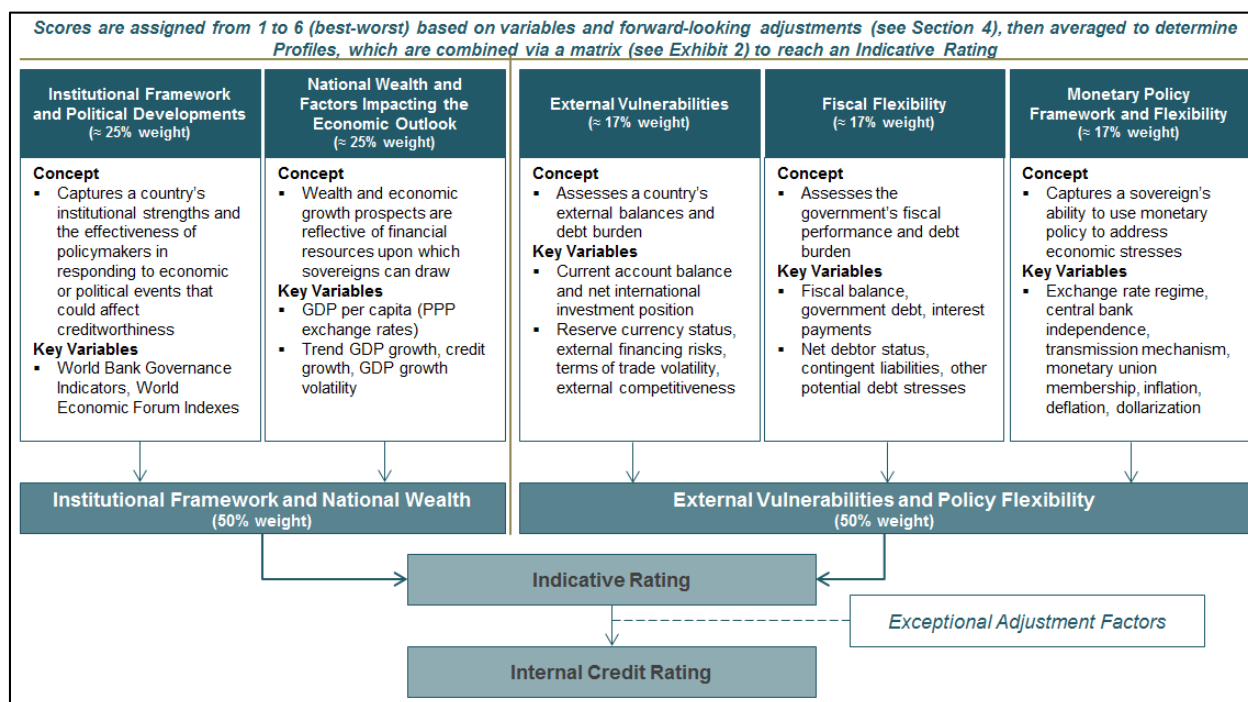 Scores are assigned from 1 to 6 (best-worst) based on variables and forward-looking adjustments (see Section 4), then averaged to determine
Profiles, which are combined via a matrix (see Exhibit 2) to reach an Indicative Rating
Institutional Framework
and Political Developments
(≈ 25% weight)
Concept
▪ Captures a country's
institutional strengths and
the effectiveness of
policymakers in
responding to economic
or political events that
could affect
creditworthiness
Key Variables
▪ World Bank Governance
Indicators, World
Economic Forum Indexes
National Wealth and
Factors Impacting the
Economic Outlook
(≈ 25% weight)
Concept
▪ Wealth and economic
growth prospects are
reflective of financial
resources upon which
sovereigns can draw
Key Variables
▪ GDP per capita (PPP
exchange rates)
▪ Trend GDP growth, credit
growth, GDP growth
volatility
External Vulnerabilities
(≈ 17% weight)
Concept
▪ Assesses a country's
external balances and
debt burden
Key Variables
▪ Current account balance
and net international
investment position
▪ Reserve currency status,
external financing risks,
terms of trade volatility,
external competitiveness
Fiscal Flexibility
(≈ 17% weight)
Concept
▪ Assesses the
government's fiscal
performance and debt
burden
Key Variables
▪ Fiscal balance,
government debt, interest
payments
▪ Net debtor status,
contingent liabilities, other
potential debt stresses
Monetary Policy
Framework and Flexibility
(≈ 17% weight)
Concept
▪ Captures a sovereign's
ability to use monetary
policy to address
economic stresses
Key Variables
▪ Exchange rate regime,
central bank
independence,
transmission mechanism,
monetary union
membership, inflation,
deflation, dollarization
Institutional Framework and National Wealth
(50% weight)
External Vulnerabilities and Policy Flexibility
(50% weight)
Indicative Rating
Exceptional Adjustment Factors
Internal Credit Rating